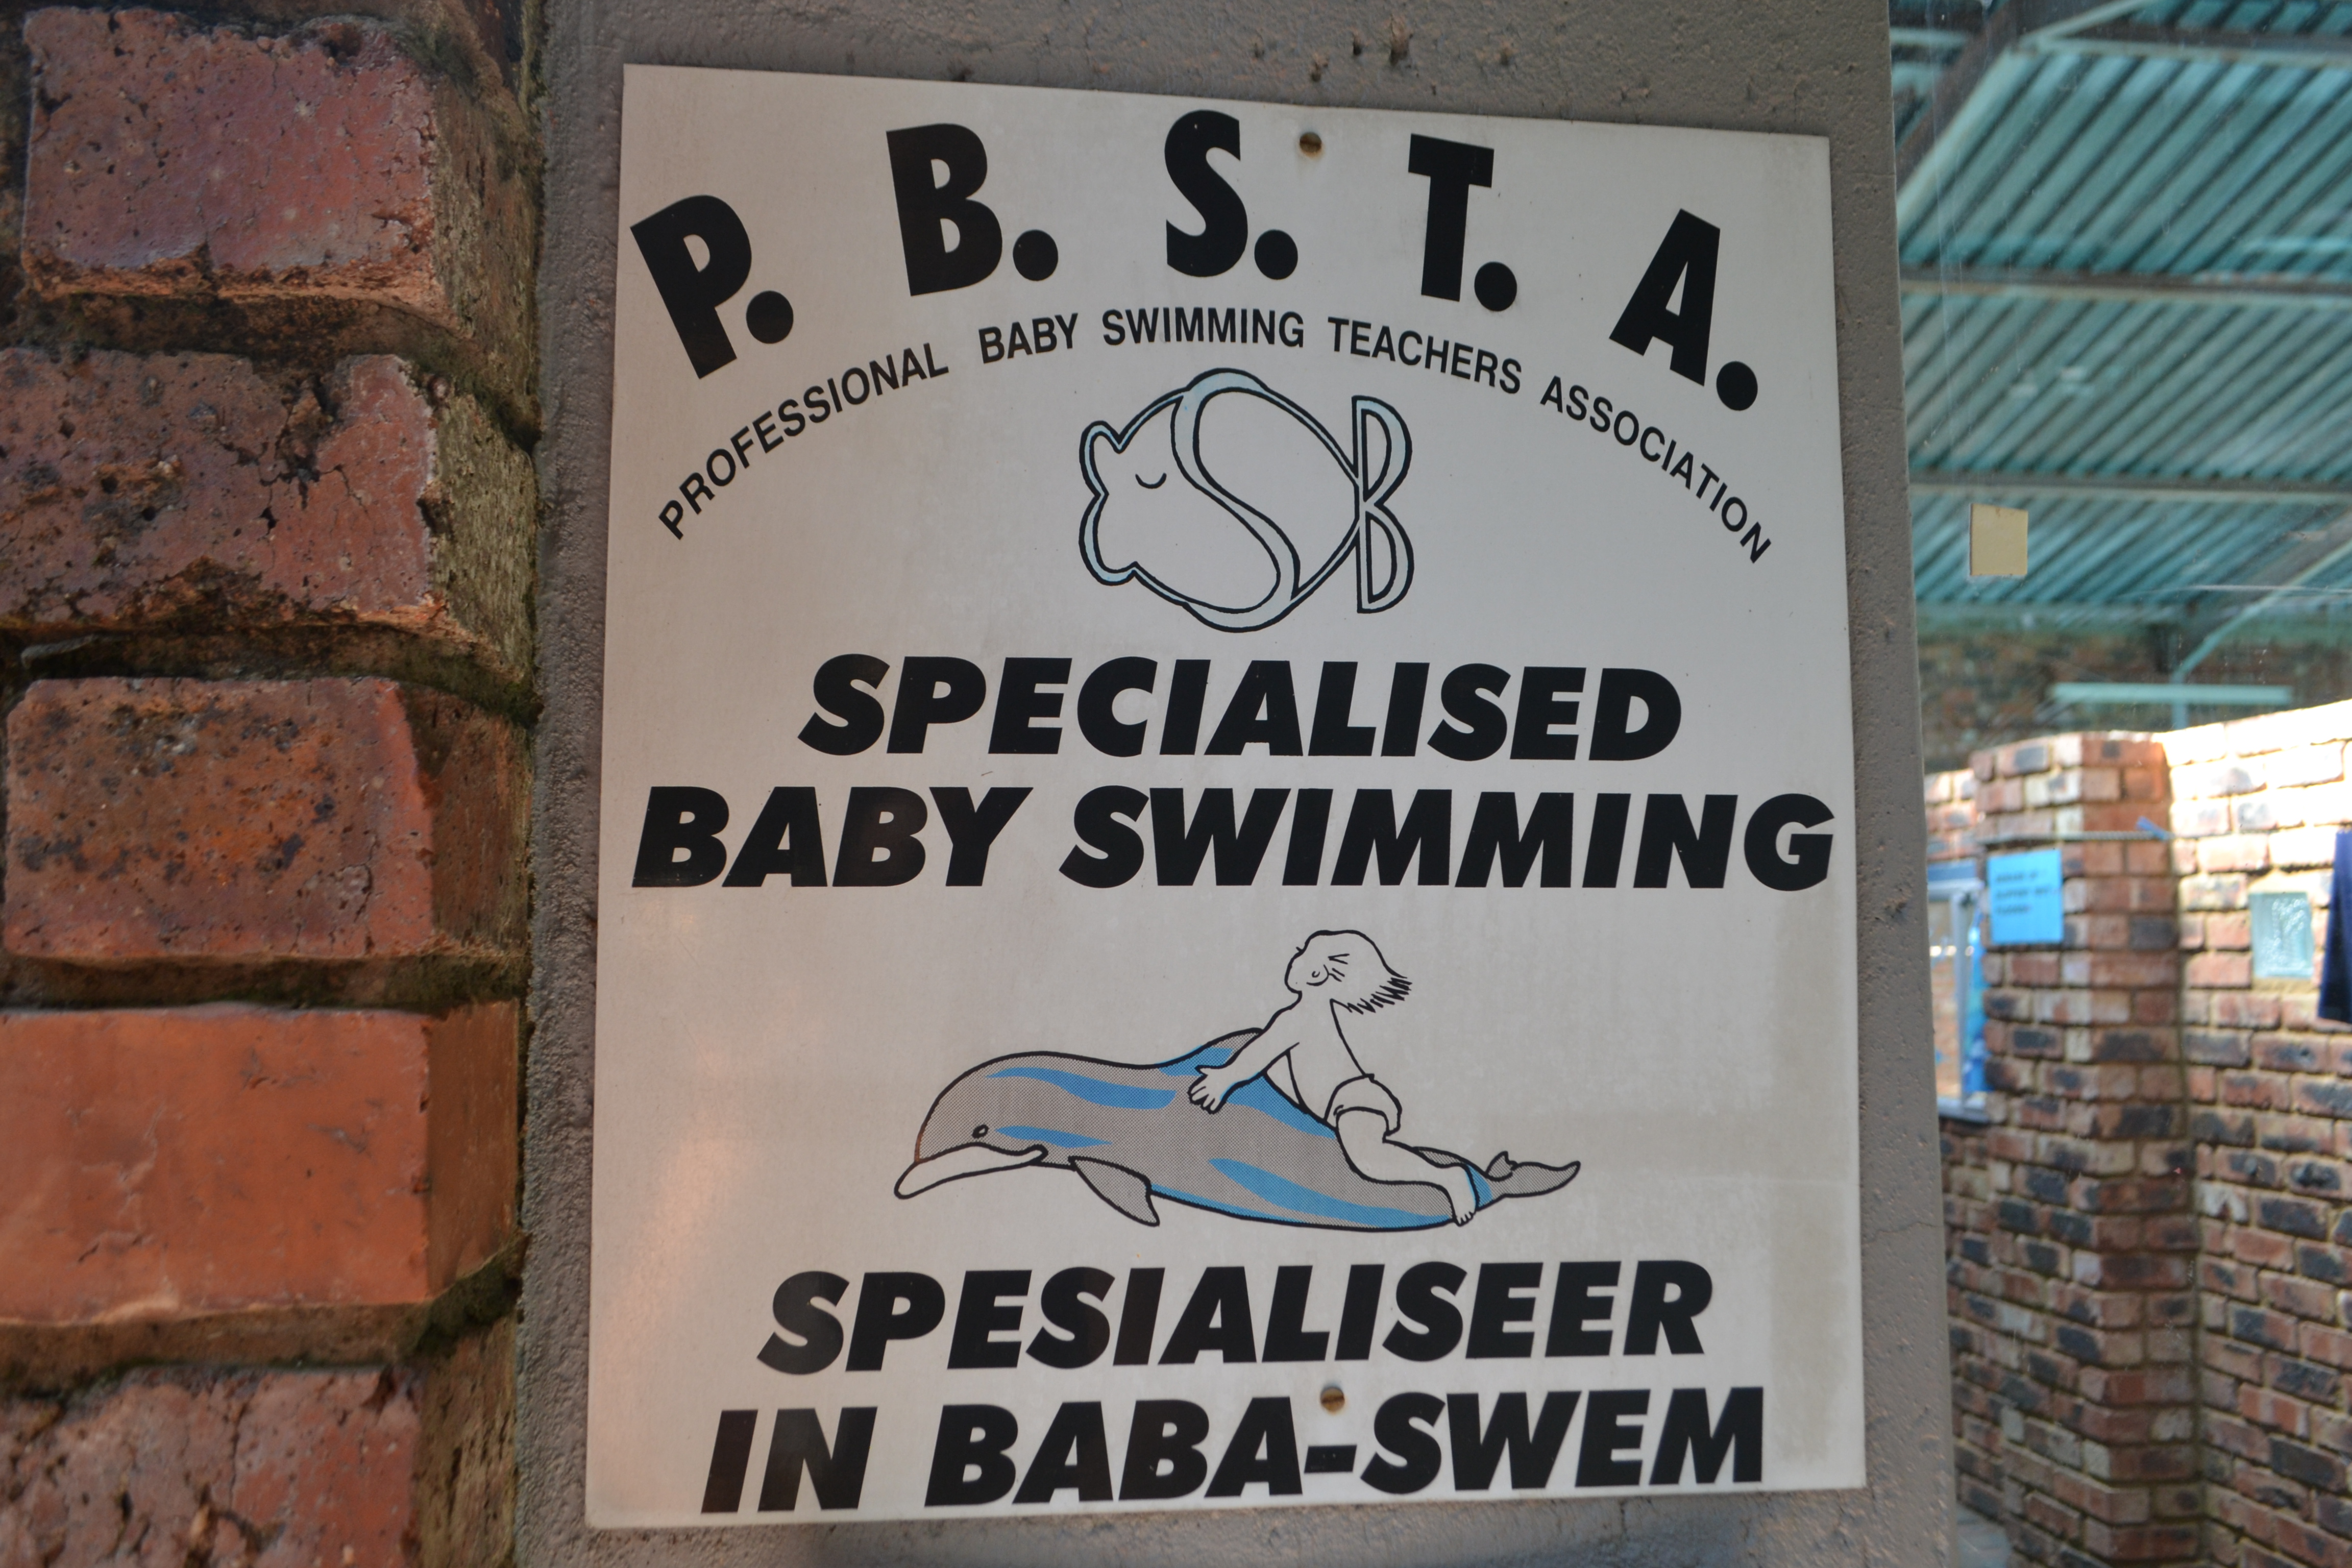 P. B. S. T. A.
PROFESSIONAL BABY SWIMMING TEACHERS ASSOCIATION
SB
SPECIALISED
BABY SWIMMING
SPESIALISEER
IN BABA-SWEM